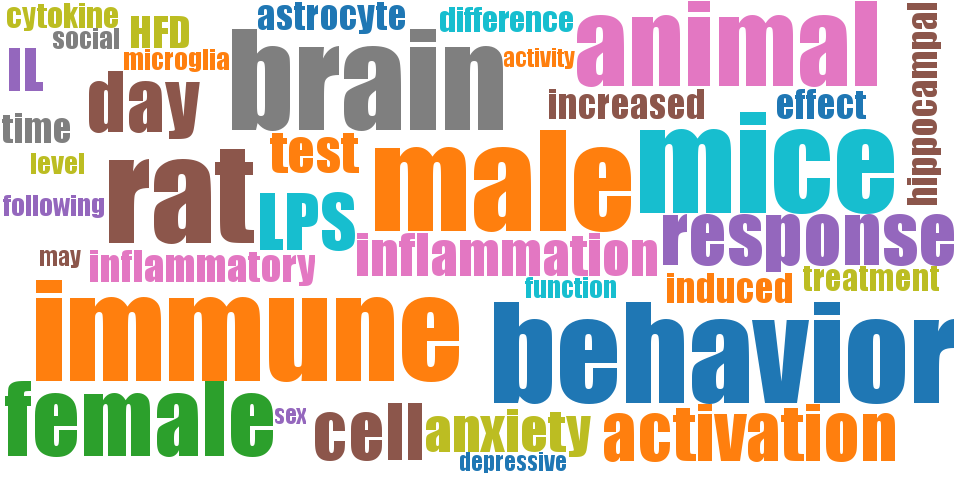 cytokine
astrocyte
difference
animal
hippocampal
social
HFD
brain
IL
microglia
activity
day
increased
effect
time
mice
test
male
level
rat
LPS
following
response
inflammation
may
inflammatory
function
induced
treatment
immune
behavior
female
sex
cell
anxiety
activation
depressive